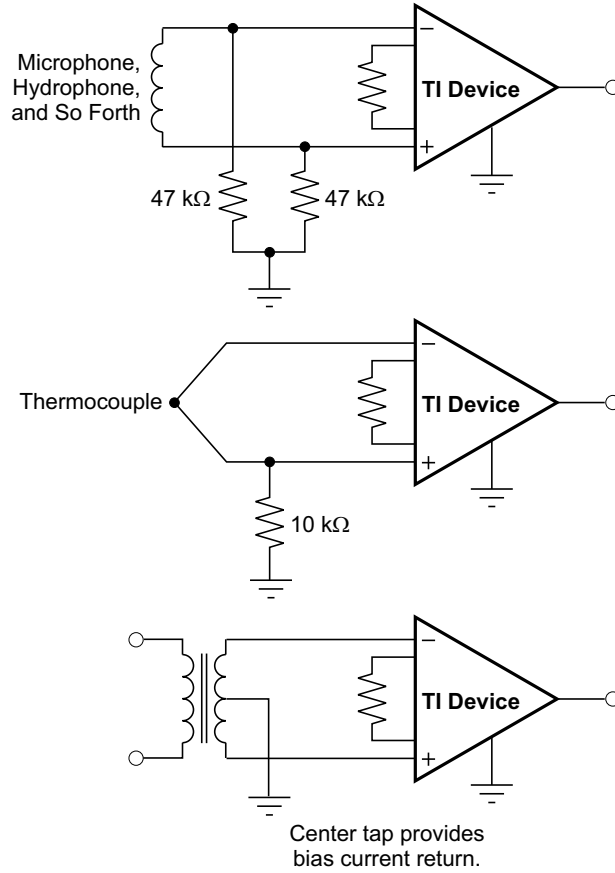 Microphone,
Hydrophone,
and So Forth
−
TI Device
+
47 kΩ
47 kΩ
Thermocouple
−
TI Device
+
10 kΩ
−
TI Device
+
Center tap provides
bias current return.